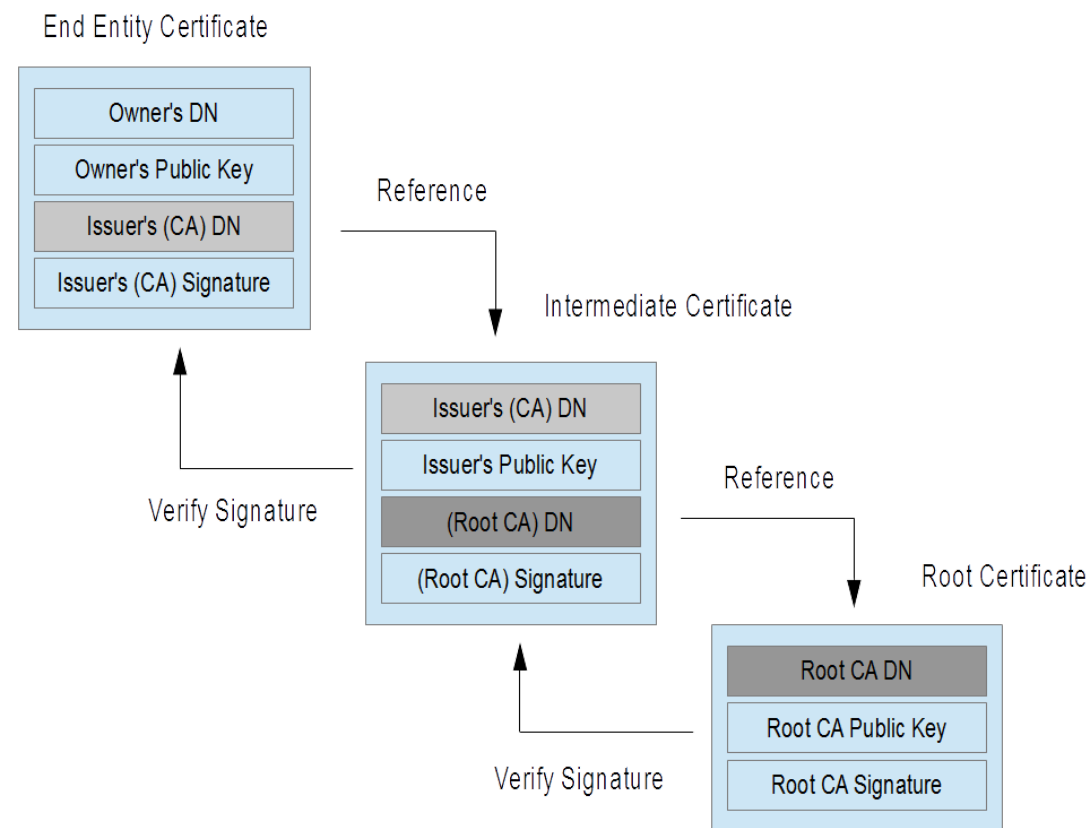 End Entity Certificate
Owner's DN
Owner's Public Key
Issuer's (CA) DN
Issuer's (CA) Signature
Reference
Verify Signature
Intermediate Certificate
Issuer's (CA) DN
Issuer's Public Key
(Root CA) DN
(Root CA) Signature
Reference
Verify Signature
Root Certificate
Root CA DN
Root CA Public Key
Root CA Signature